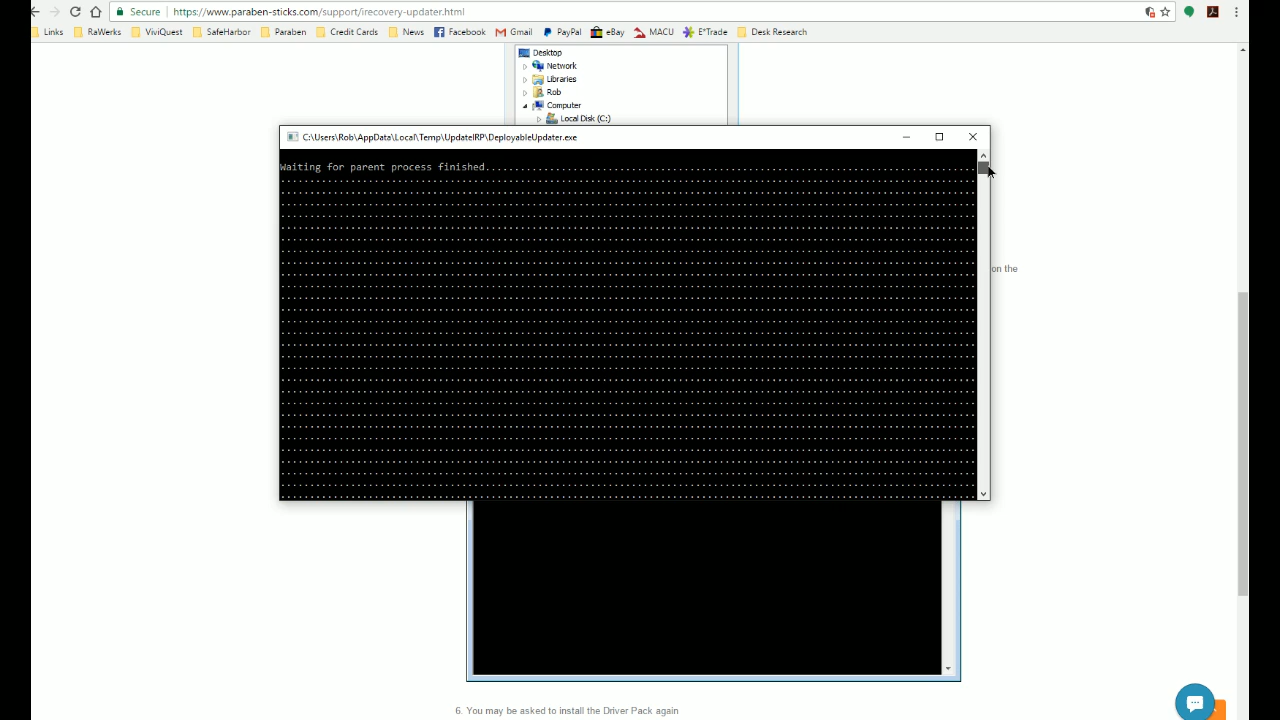 Secure https://www.paraben-sticks.com/support/irecovery-updater.html
Links RaWerks ViviQuest SafeHarbor Paraben Credit Cards News Facebook Gmail PayPal eBay MACU E*Trade Desk Research
Desktop
Network
Libraries
Rob
Computer
Local Disk (C:)
C:\Users\Rob\AppData\Local\Temp\UpdateIRP\DeployableUpdater.exe
Waiting for parent process finished...
on the
6. You may be asked to install the Driver Pack again